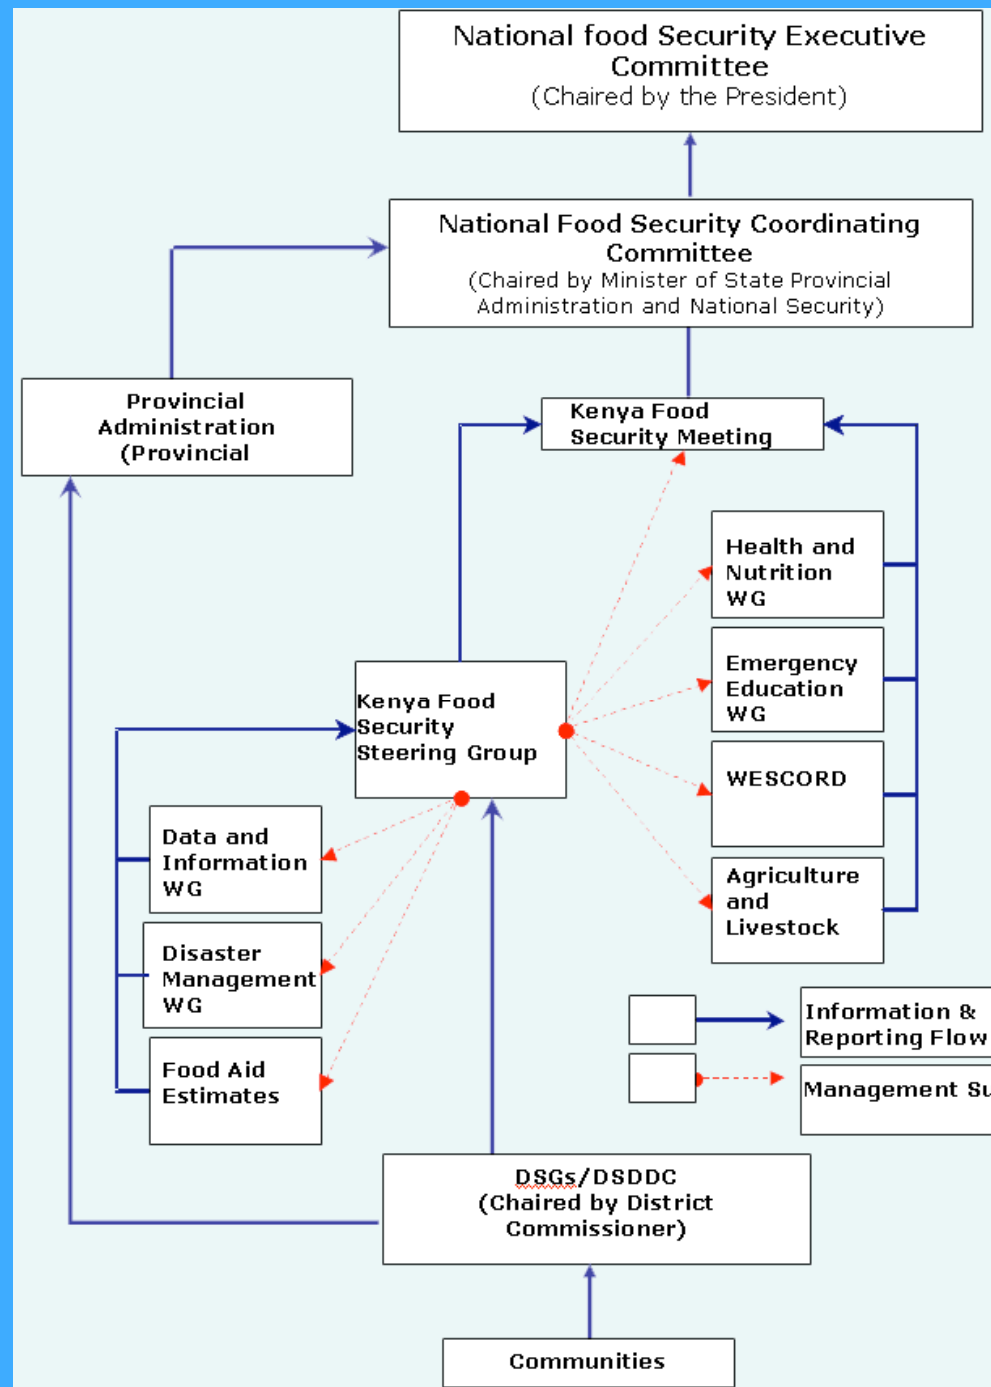 National food Security Executive
Committee
(Chaired by the President)
National Food Security Coordinating
Committee
(Chaired by Minister of State Provincial
Administration and National Security)
Provincial
Administration
(Provincial
Kenya Food
Security Meeting
Health and
Nutrition
WG
Emergency
Education
WG
Kenya Food
Security
Steering Group
WESCORD
Data and
Information
WG
Agriculture
and
Livestock
Disaster
Management
WG
Information &
Reporting Flow
Food Aid
Estimates
Management Su
DSGs/DSDDC
(Chaired by District
Commissioner)
Communities